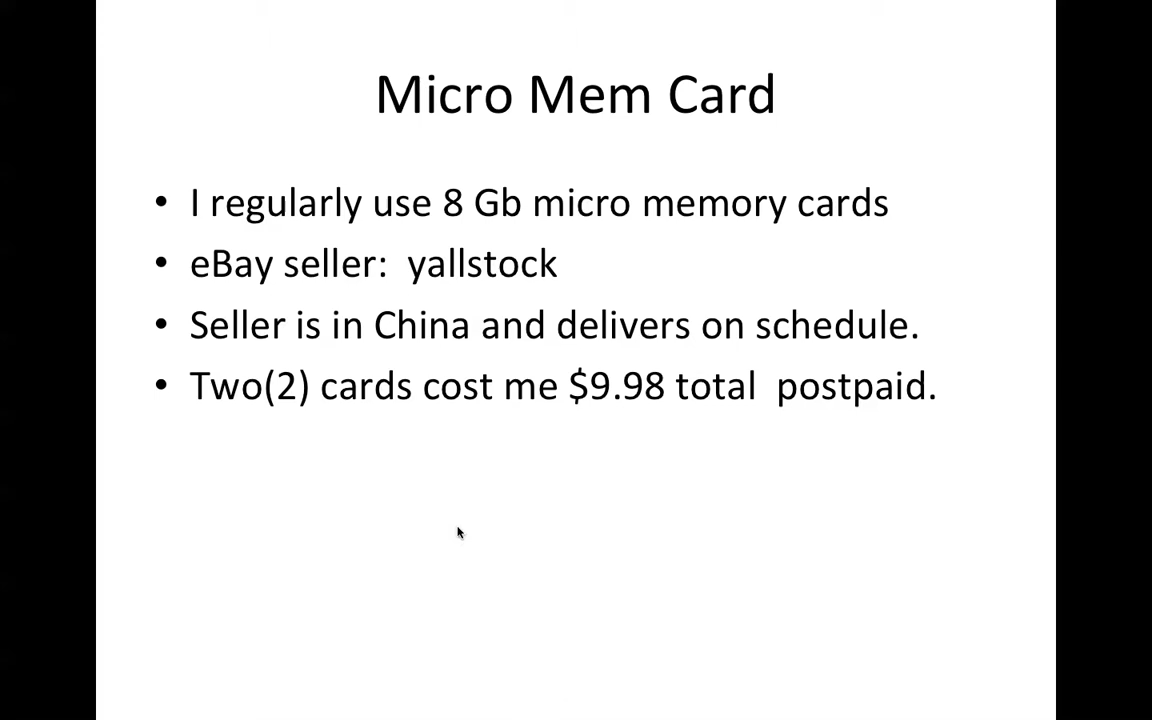 Micro Mem Card
• I regularly use 8 Gb micro memory cards
• eBay seller:  yallstock
• Seller is in China and delivers on schedule.
• Two(2) cards cost me $9.98 total  postpaid.